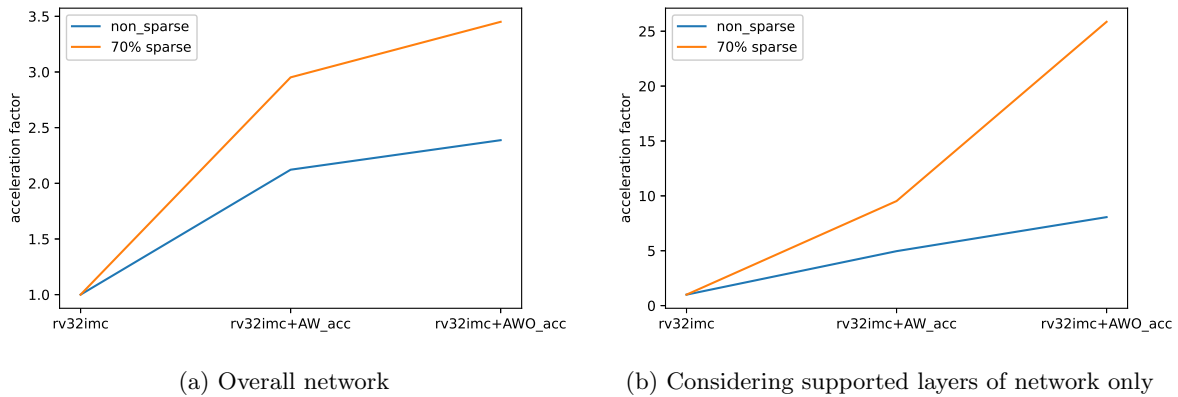 non_sparse
70% sparse
acceleration factor
3.5
3.0
2.5
2.0
1.5
1.0
rv32imc
rv32imc+AW_acc
rv32imc+AWO_acc
(a) Overall network
non_sparse
70% sparse
acceleration factor
25
20
15
10
5
0
rv32imc
rv32imc+AW_acc
rv32imc+AWO_acc
(b) Considering supported layers of network only